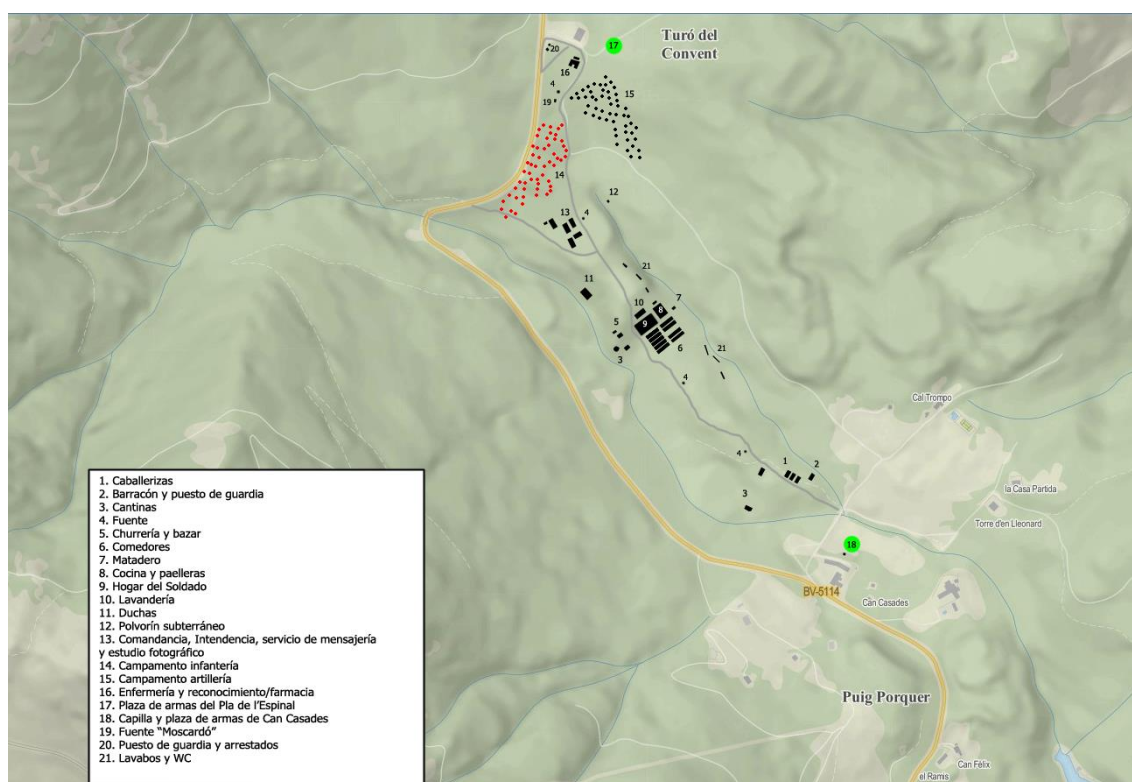 Turó del
Convent
17
20
16
4
15
19
14
12
13
4
21
11
7
10
8
5
9
6
21
3
4
Cal Trompo
4
1
2
3
la Casa Partida
Torre d'en Lleonard
18
BV-5114
Can Casades
Puig Porquer
Can Fèlix
el Ramis
1. Caballerizas
2. Barracón y puesto de guardia
3. Cantinas
4. Fuente
5. Churrería y bazar
6. Comedores
7. Matadero
8. Cocina y paelleras
9. Hogar del Soldado
10. Lavandería
11. Duchas
12. Polvorín subterráneo
13. Comandancia, Intendencia, servicio de mensajería
y estudio fotográfico
14. Campamento infantería
15. Campamento artillería
16. Enfermería y reconocimiento/farmacia
17. Plaza de armas del Pla de l'Espinal
18. Capilla y plaza de armas de Can Casades
19. Fuente "Moscardó"
20. Puesto de guardia y arrestados
21. Lavabos y WC